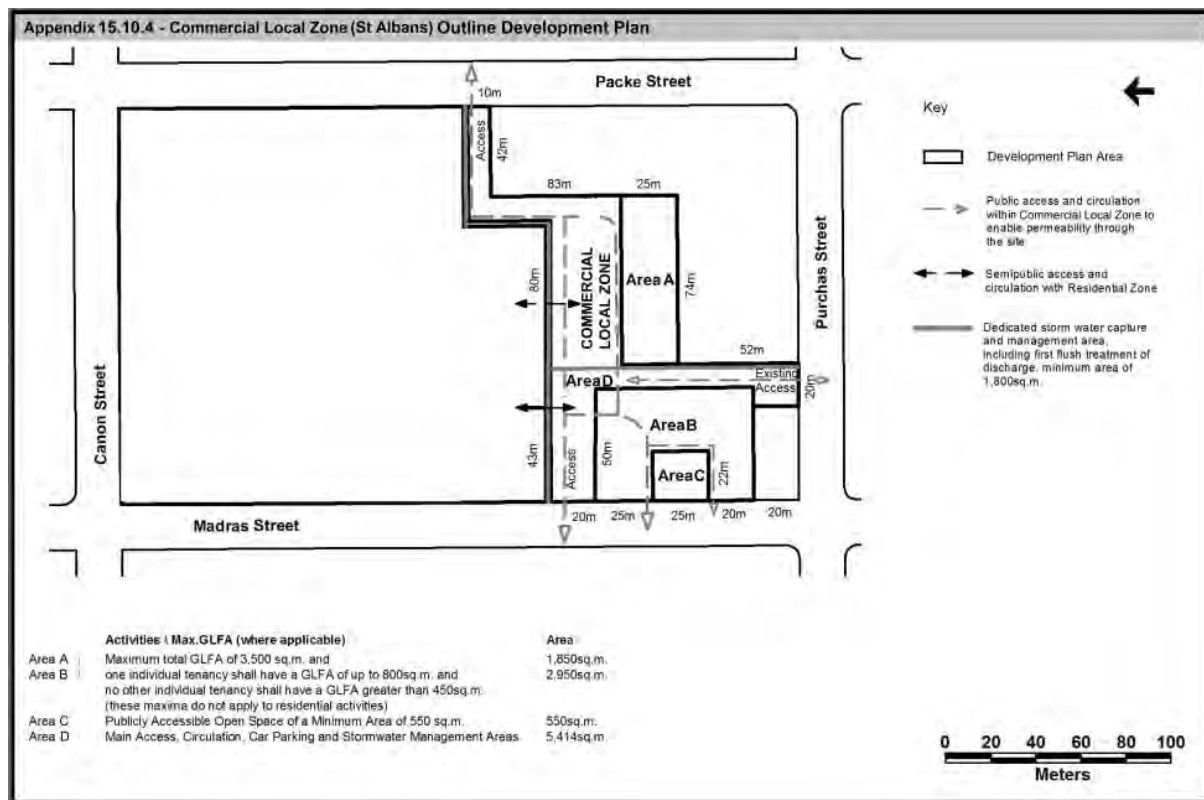 Appendix 15.10.4 - Commercial Local Zone (St Albans) Outline Development Plan
Packe Street
10m
Access
42m
83m
25m
80m
COMMERCIAL
LOCAL ZONE
Area A
74m
52m
Area D
Existing
Access
20m
Area B
50m
43m
Access
Area C
22m
20m
25m
25m
20m
20m
Madras Street
Canon Street
Purchas Street
Key
Development Plan Area
Public access and circulation
within Commercial Local Zone to
enable permeability through
the site
Semipublic access and
circulation with Residential Zone
Dedicated storm water capture
and management area,
including first flush treatment of
discharge, minimum area of
1,800sq.m.
Activities \ Max.GLFA (where applicable) Area
Area A Maximum total GLFA of 3,500 sq.m. and 1,850sq.m.
Area B one individual tenancy shall have a GLFA of up to 800sq.m. and 2,950sq.m.
no other individual tenancy shall have a GLFA greater than 450sq.m.
(these maxima do not apply to residential activities)
Area C Publicly Accessible Open Space of a Minimum Area of 550 sq.m. 550sq.m.
Area D Main Access, Circulation, Car Parking and Stormwater Management Areas 5,414sq.m.
0 20 40 60 80 100
Meters